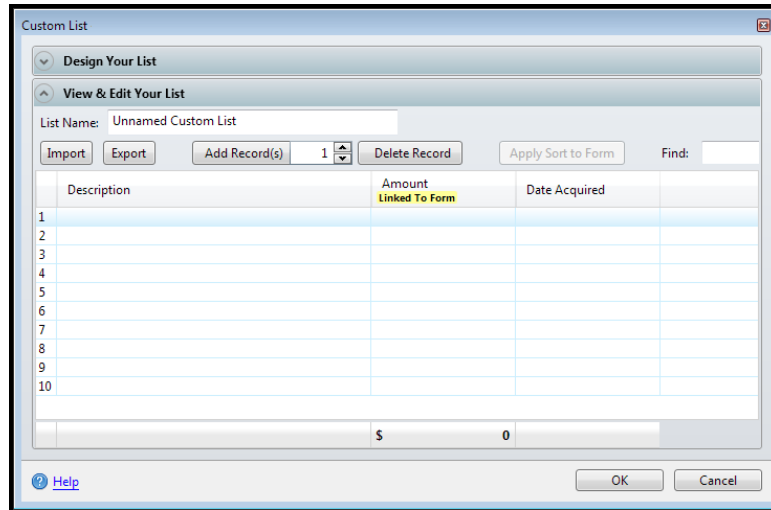 Custom List
Design Your List
View & Edit Your List
List Name: Unnamed Custom List
Import Export Add Record(s) 1 Delete Record Apply Sort to Form Find:
Description Amount Date Acquired
Linked To Form
1
2
3
4
5
6
7
8
9
10
$ 0
Help OK Cancel